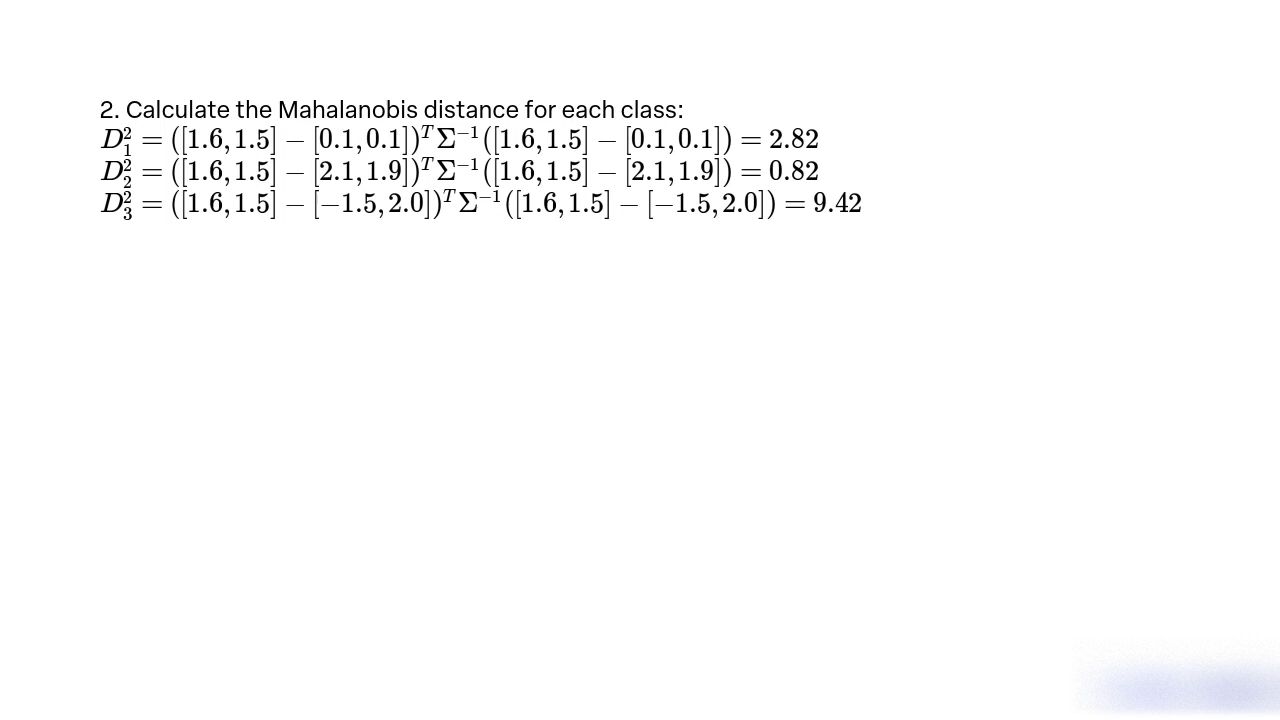 2. Calculate the Mahalanobis distance for each class:
$D_1^2 = ([1.6, 1.5] - [0.1, 0.1])^T \Sigma^{-1} ([1.6, 1.5] - [0.1, 0.1]) = 2.82$
$D_2^2 = ([1.6, 1.5] - [2.1, 1.9])^T \Sigma^{-1} ([1.6, 1.5] - [2.1, 1.9]) = 0.82$
$D_3^2 = ([1.6, 1.5] - [-1.5, 2.0])^T \Sigma^{-1} ([1.6, 1.5] - [-1.5, 2.0]) = 9.42$